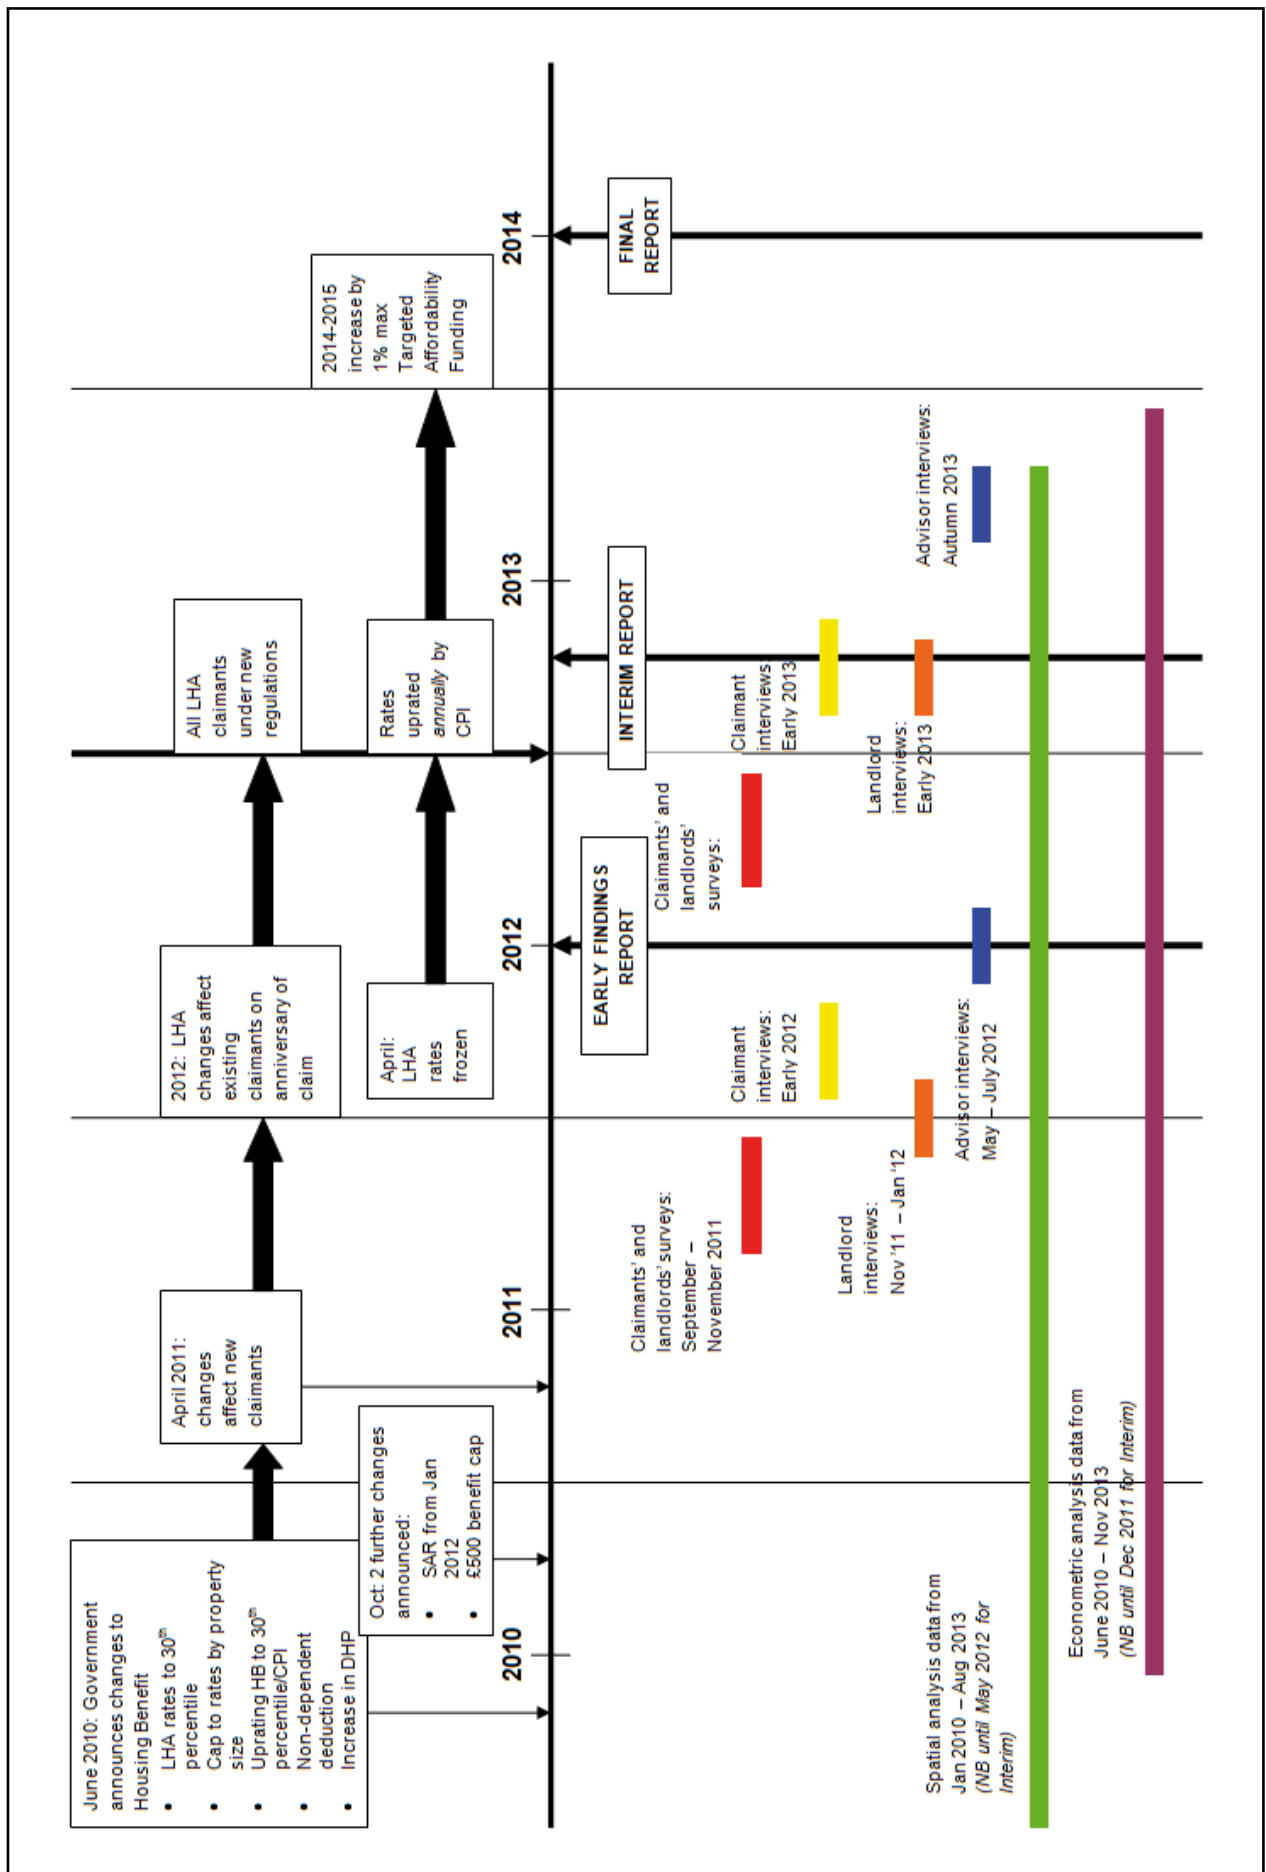 June 2010: Government
announces changes to
Housing Benefit
• LHA rates to 30th
percentile
• Cap to rates by property
size
• Uprating HB to 30th
percentile/CPI
• Non-dependent
deduction
• Increase in DHP
April 2011:
changes
affect new
claimants
2012: LHA
changes affect
existing
claimants on
anniversary of
claim
All LHA
claimants
under new
regulations
Oct: 2 further changes
announced:
• SAR from Jan
2012
• £500 benefit cap
April:
LHA
rates
frozen
Rates
uprated
annually by
CPI
2014-2015
increase by
1% max
Targeted
Affordability
Funding
2010
2011
2012
2013
2014
EARLY FINDINGS
REPORT
INTERIM REPORT
FINAL
REPORT
Claimants' and
landlords' surveys:
September –
November 2011
Claimants' and
landlords'
surveys:
Claimant
interviews:
Early 2012
Claimant
interviews:
Early 2013
Landlord
interviews:
Nov '11 – Jan '12
Landlord
interviews:
Early 2013
Advisor interviews:
May – July 2012
Advisor interviews:
Autumn 2013
Spatial analysis data from
Jan 2010 – Aug 2013
(NB until May 2012 for
Interim)
Econometric analysis data from
June 2010 – Nov 2013
(NB until Dec 2011 for Interim)